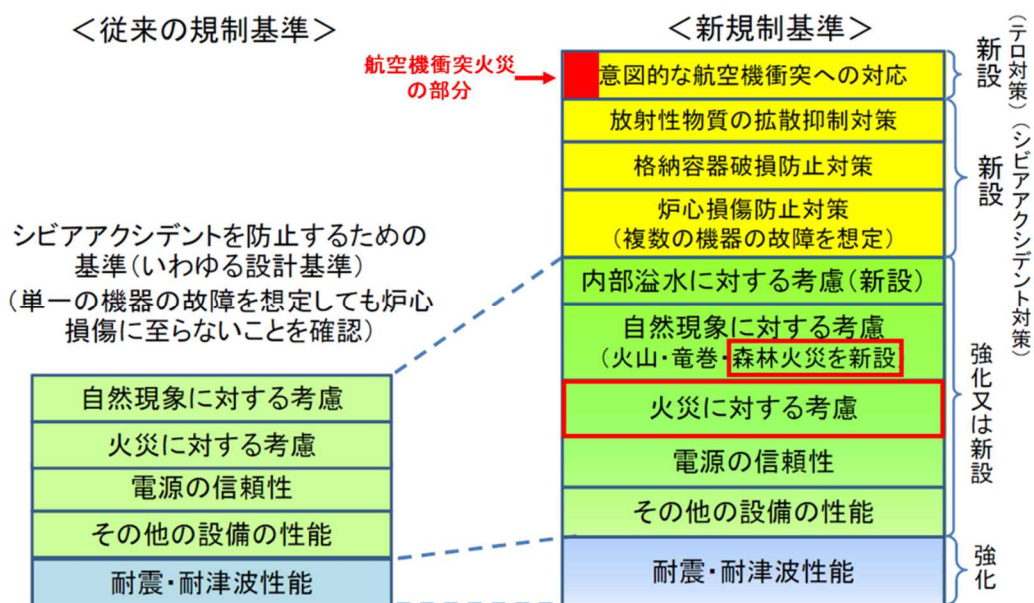 ＜従来の規制基準＞
シビアアクシデントを防止するための
基準（いわゆる設計基準）
（単一の機器の故障を想定しても炉心
損傷に至らないことを確認）
自然現象に対する考慮
火災に対する考慮
電源の信頼性
その他の設備の性能
耐震・耐津波性能
＜新規制基準＞
航空機衝突火災
の部分
意図的な航空機衝突への対応
放射性物質の拡散抑制対策
格納容器破損防止対策
炉心損傷防止対策
（複数の機器の故障を想定）
内部溢水に対する考慮（新設）
自然現象に対する考慮
（火山・竜巻・森林火災を新設）
火災に対する考慮
電源の信頼性
その他の設備の性能
耐震・耐津波性能
新設
（テロ対策）
新設
（シビアアクシデント対策）
強化又は新設
強化